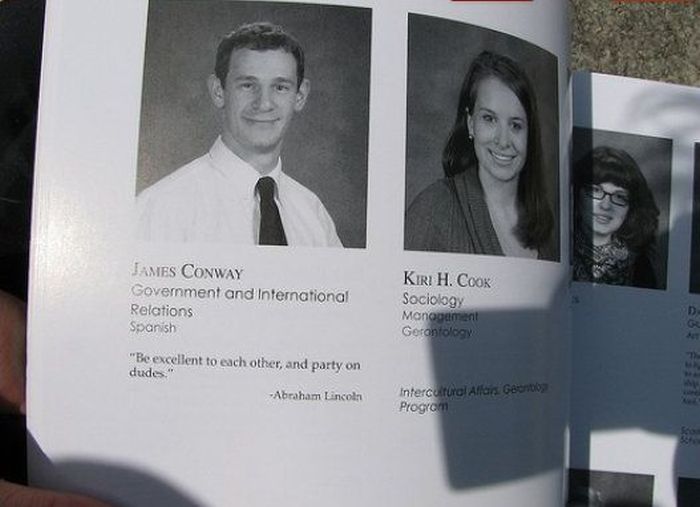 JAMES CONWAY
Government and International
Relations
Spanish
"Be excellent to each other, and party on
dudes."
-Abraham Lincoln
KIRI H. COOK
Sociology
Management
Gerontology
Intercultural Affairs, Gerontology
Program